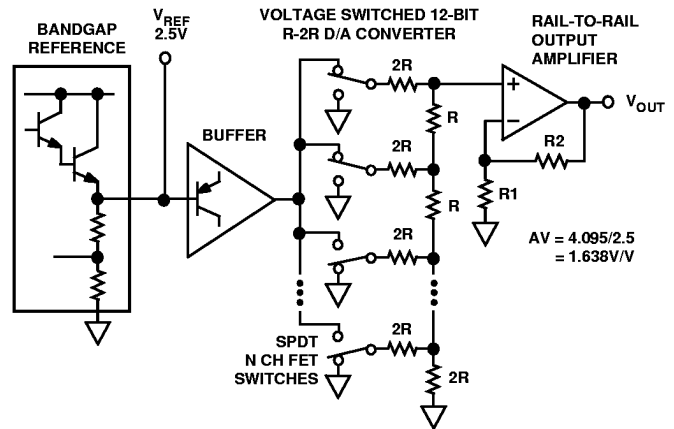 BANDGAP
REFERENCE
VREF
2.5V
VOLTAGE SWITCHED 12-BIT
R-2R D/A CONVERTER
RAIL-TO-RAIL
OUTPUT
AMPLIFIER
BUFFER
2R
R
2R
R
2R
2R
2R
SPDT
N CH FET
SWITCHES
+
–
VOUT
R2
R1
AV = 4.095/2.5
= 1.638V/V